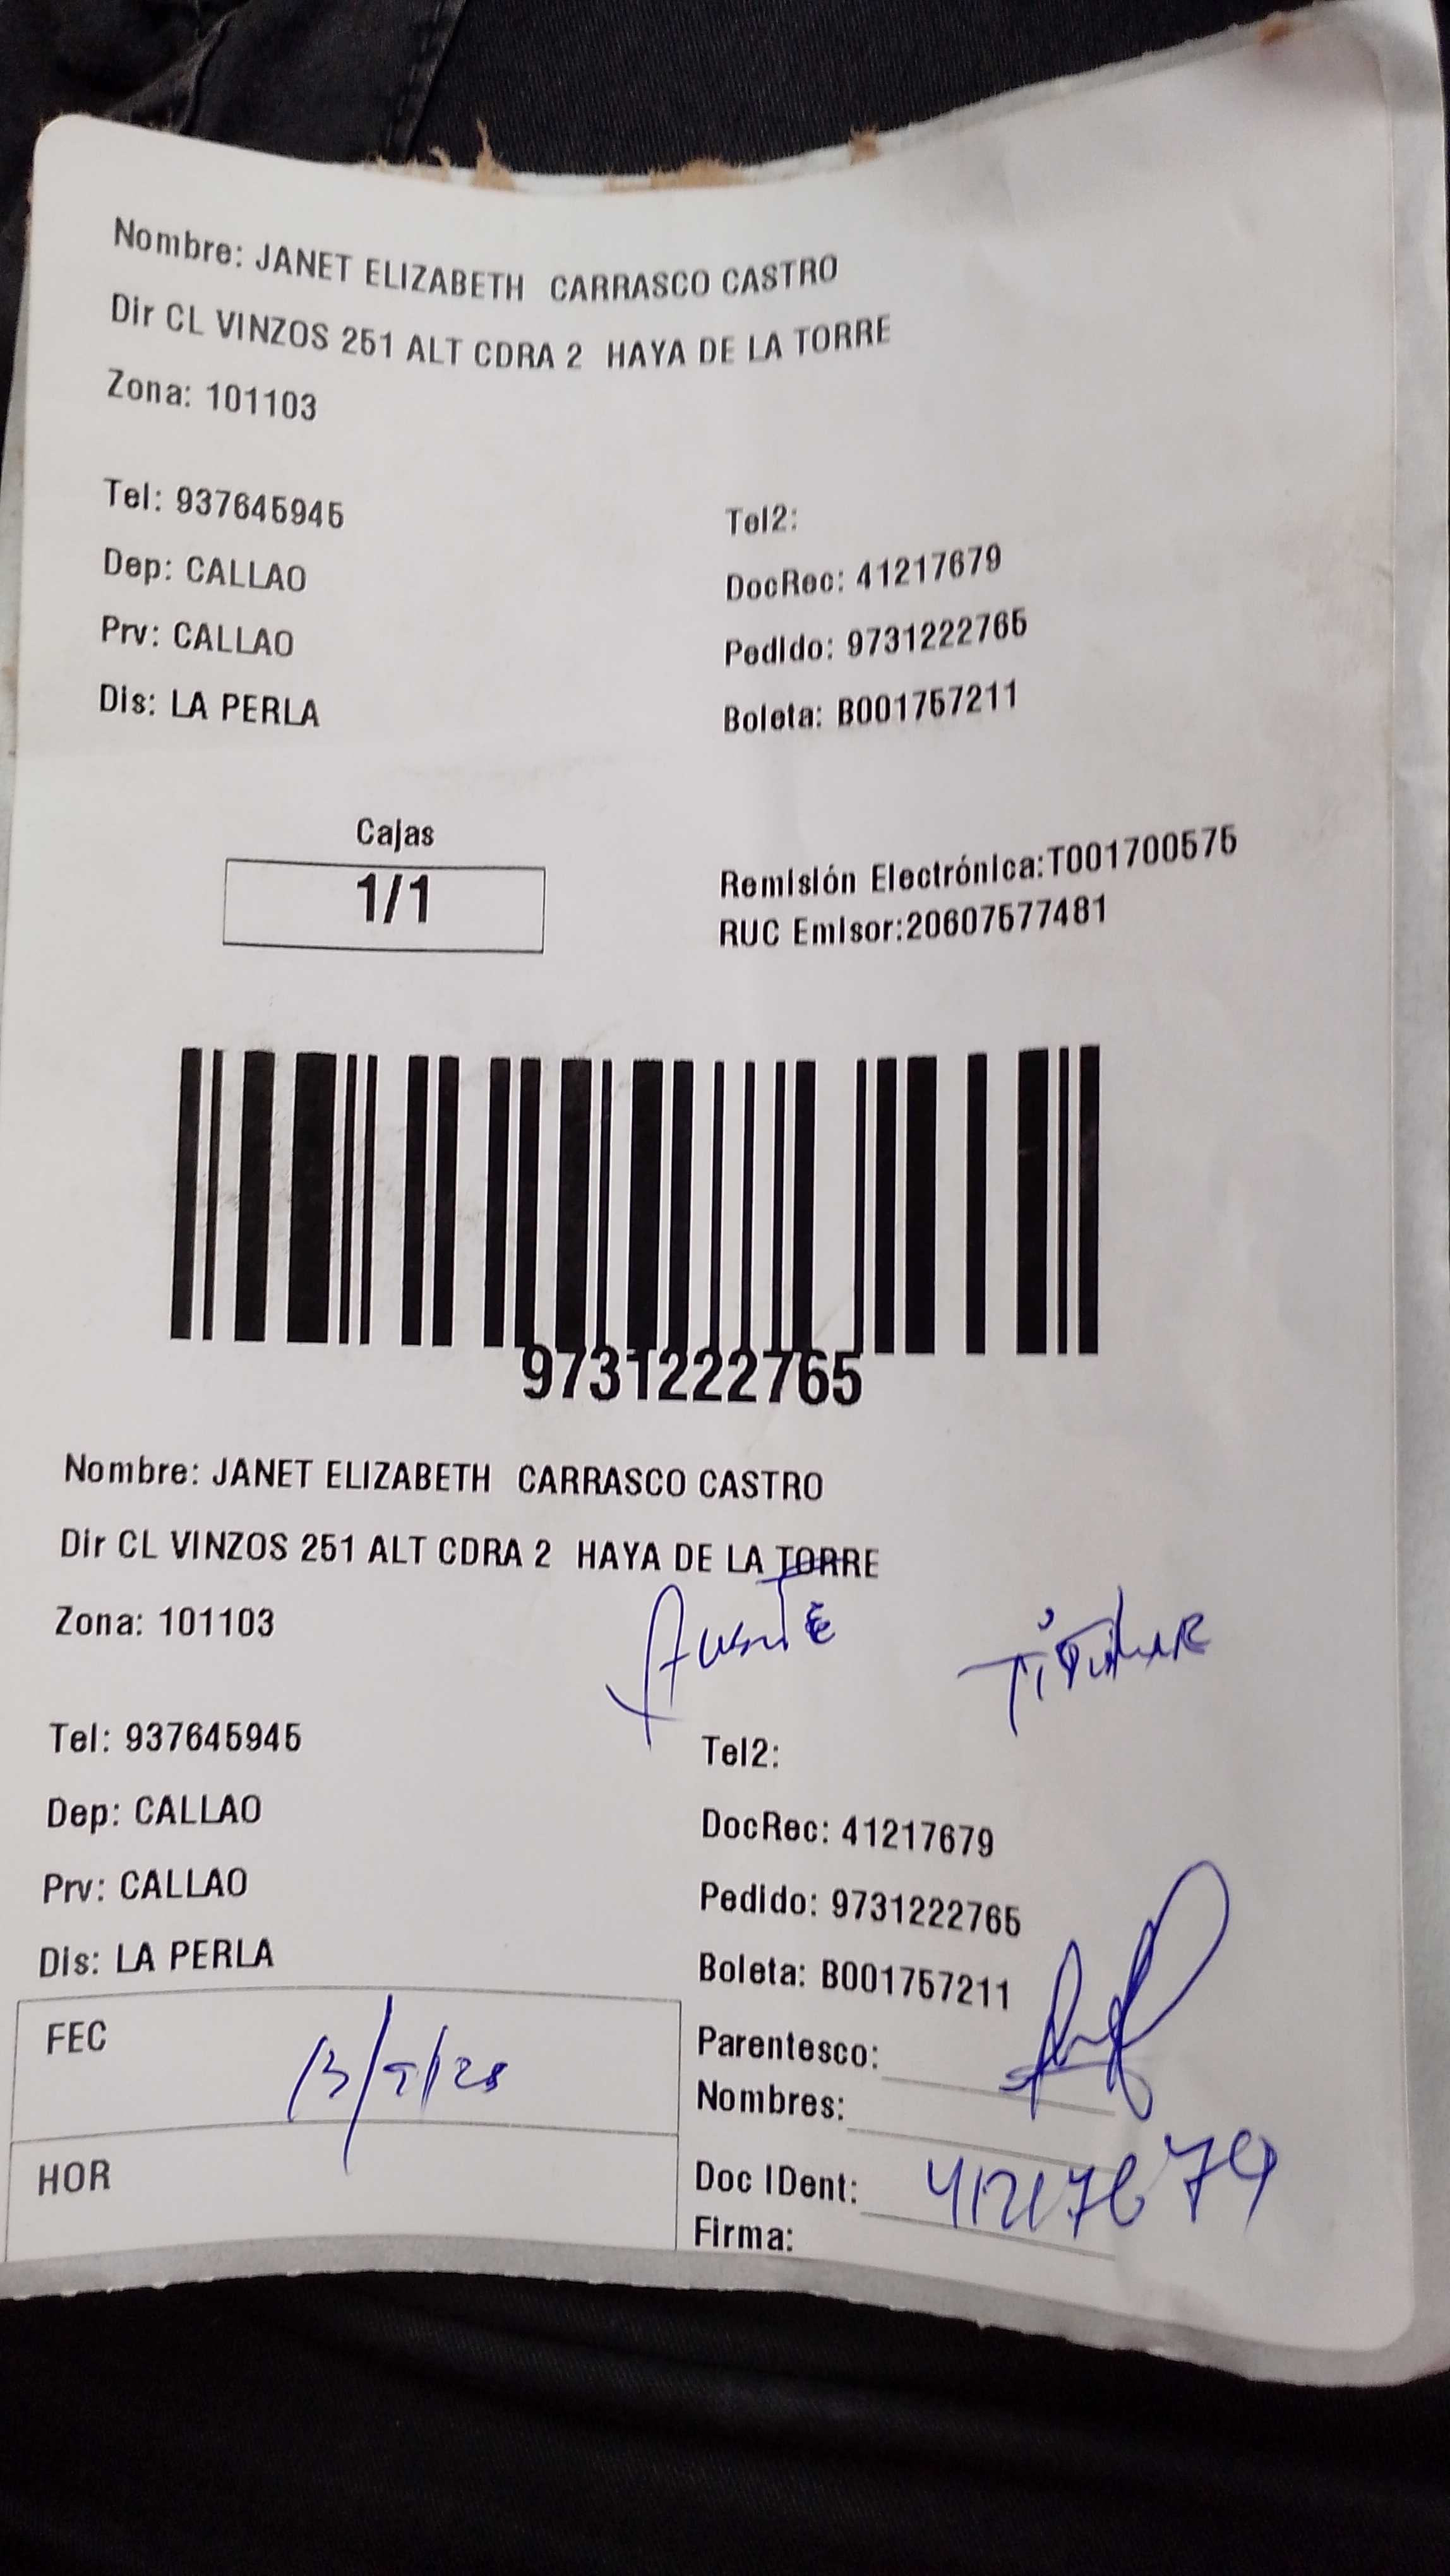 Nombre: JANET ELIZABETH CARRASCO CASTRO
Dir CL VINZOS 251 ALT CDRA 2 HAYA DE LA TORRE
Zona: 101103
Tel: 937645945
Tel2:
Dep: CALLAO
DocRec: 41217679
Prv: CALLAO
Pedido: 9731222765
Dis: LA PERLA
Boleta: B001757211
Cajas
1/1
Remisión Electrónica:T001700575
RUC Emisor:20607577481
9731222765
Nombre: JANET ELIZABETH CARRASCO CASTRO
Dir CL VINZOS 251 ALT CDRA 2 HAYA DE LA TORRE
Zona: 101103
TiTuLAR
Tel: 937645945
Tel2:
Dep: CALLAO
DocRec: 41217679
Prv: CALLAO
Pedido: 9731222765
Dis: LA PERLA
Boleta: B001757211
FEC
Parentesco:
Nombres:
HOR
Doc IDent: 41217679
Firma: